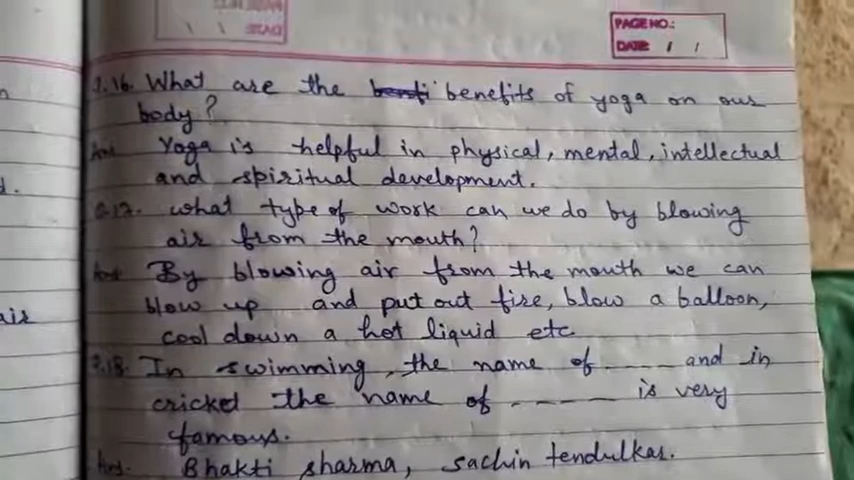 PAGE NO.:
DATE / /
Q.16. What are the benefits of yoga on our
body?
Ans Yoga is helpful in physical, mental, intellectual
and spiritual development.
Q.17. what type of work can we do by blowing
air from the mouth?
Ans By blowing air from the mouth we can
blow up and put out fire, blow a balloon,
cool down a hot liquid etc.
Q.18. In swimming, the name of ---- and in
cricket the name of ----- is very
famous.
Ans. Bhakti sharma, sachin tendulkar.